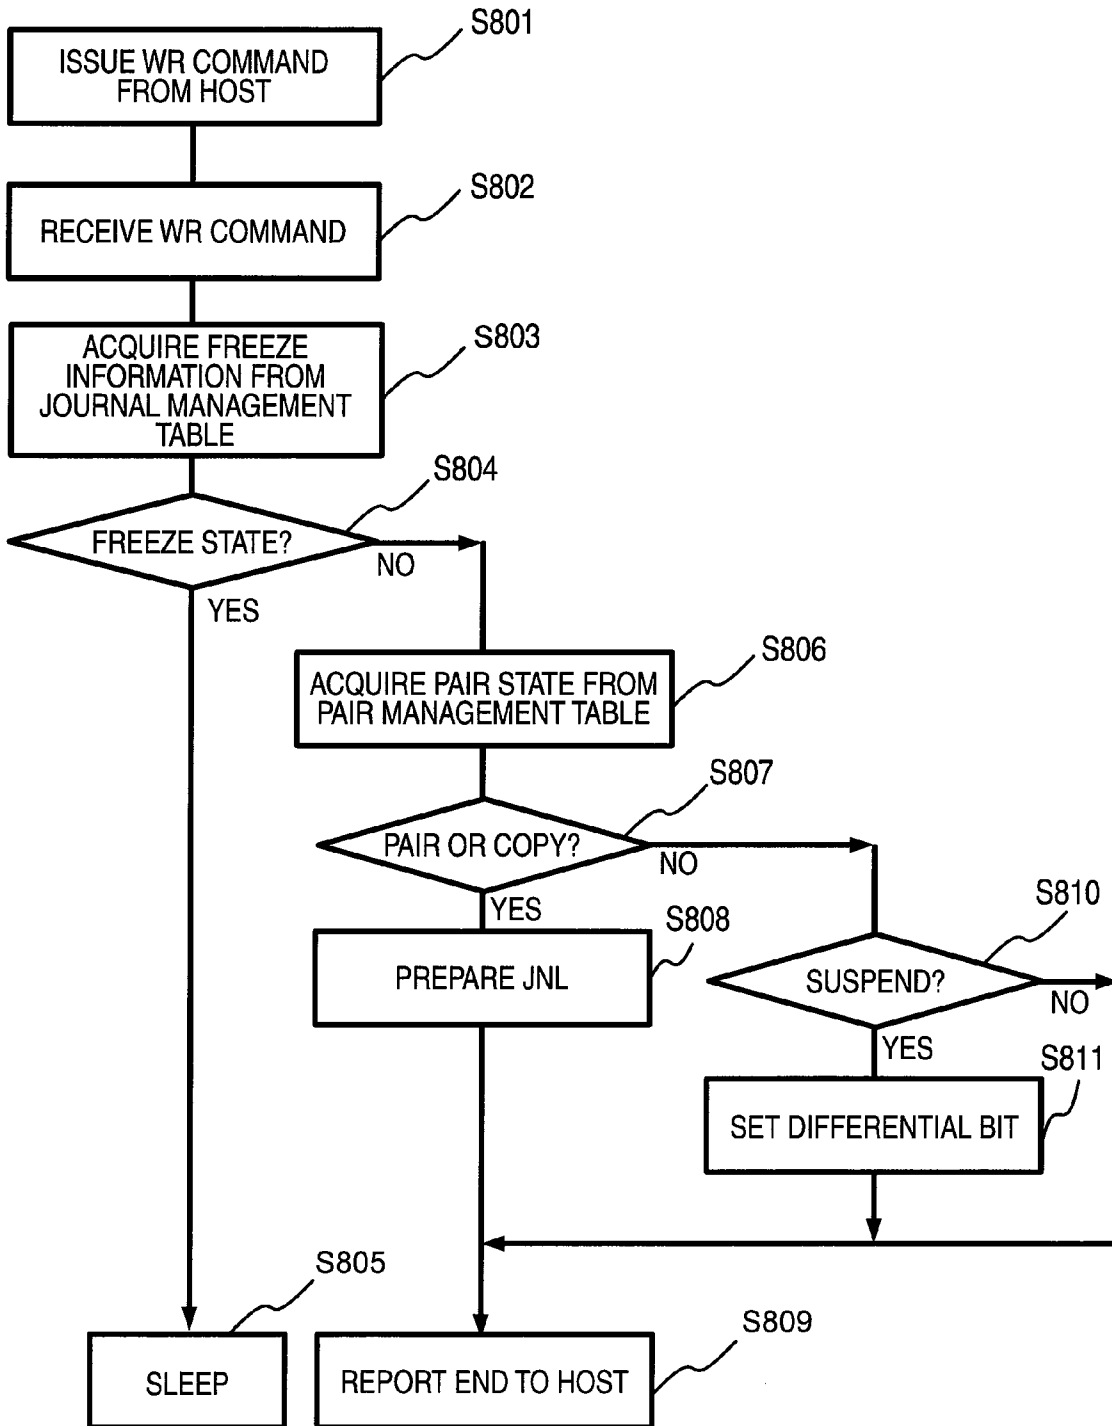 S801
ISSUE WR COMMAND
FROM HOST
S802
RECEIVE WR COMMAND
S803
ACQUIRE FREEZE
INFORMATION FROM
JOURNAL MANAGEMENT
TABLE
S804
FREEZE STATE?
NO
YES
S806
ACQUIRE PAIR STATE FROM
PAIR MANAGEMENT TABLE
S807
PAIR OR COPY?
NO
YES
S808
PREPARE JNL
S810
SUSPEND?
NO
YES
S811
SET DIFFERENTIAL BIT
S805
SLEEP
S809
REPORT END TO HOST